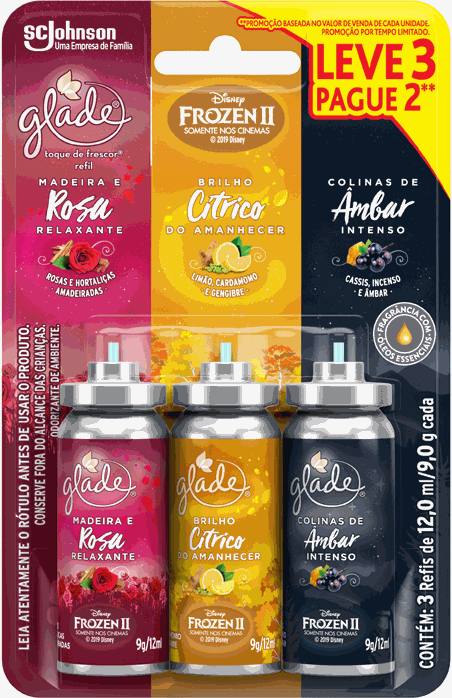 scJohnson
Uma Empresa de Família
**PROMOÇÃO BASEADA NO VALOR DE VENDA DE CADA UNIDADE.
PROMOÇÃO POR TEMPO LIMITADO.
LEVE 3
PAGUE 2**
glade®
toque de frescor®
refil
Disney
FROZEN II
SOMENTE NOS CINEMAS
© 2019 Disney
MADEIRA E
Rosa
RELAXANTE
ROSAS E HORTALIÇAS
AMADEIRADAS
BRILHO
Cítrico
DO AMANHECER
LIMÃO, CARDAMOMO
E GENGIBRE
COLINAS DE
Âmbar
INTENSO
CASSIS, INCENSO
E ÂMBAR
FRAGRÂNCIA COM
ÓLEOS ESSENCIAIS
LEIA ATENTAMENTE O RÓTULO ANTES DE USAR O PRODUTO.
CONSERVE FORA DO ALCANCE DAS CRIANÇAS.
ODORIZANTE DE AMBIENTE.
glade®
MADEIRA E
Rosa
RELAXANTE
Disney
FROZEN II
SOMENTE NOS CINEMAS
© 2019 Disney
9g/12ml
glade®
BRILHO
Cítrico
DO AMANHECER
Disney
FROZEN II
SOMENTE NOS CINEMAS
© 2019 Disney
9g/12ml
glade®
COLINAS DE
Âmbar
INTENSO
Disney
FROZEN II
SOMENTE NOS CINEMAS
© 2019 Disney
9g/12ml
CONTÉM: 3 Refis de 12,0 ml/9,0 g cada